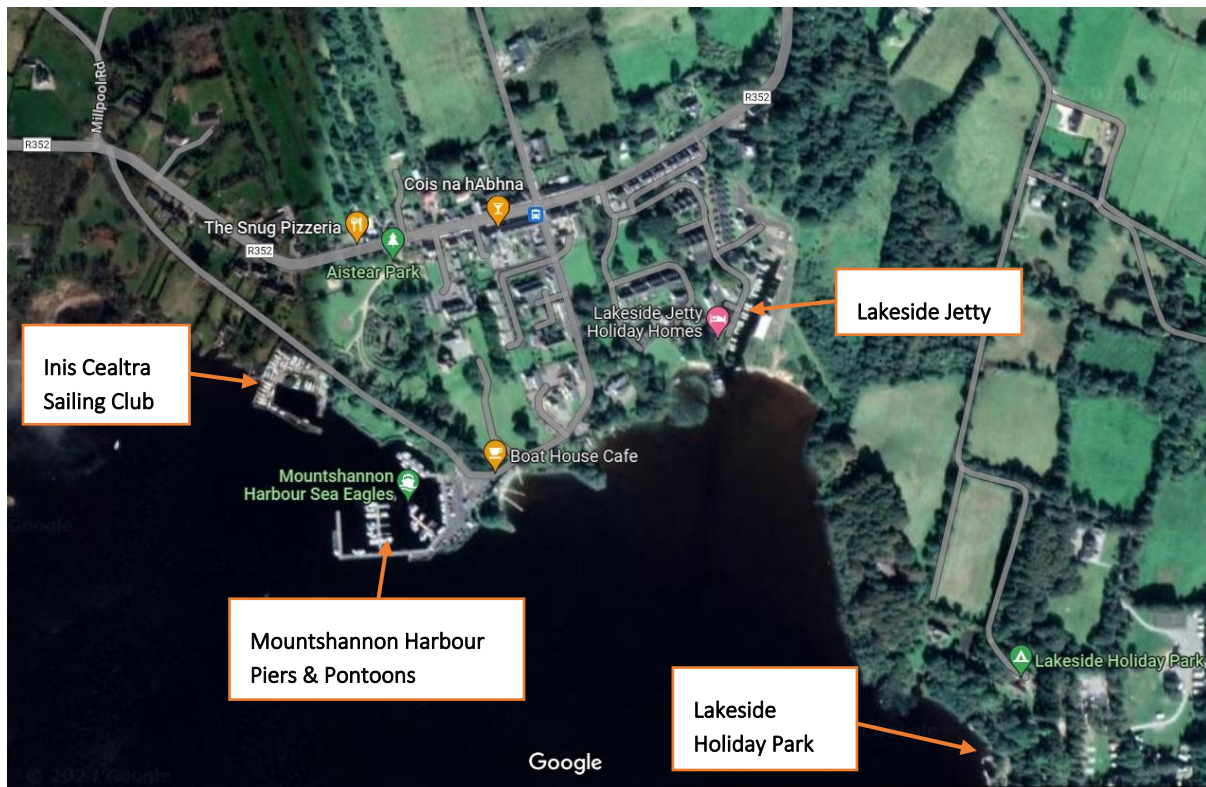 Millpool Rd
R352
R352
Cois na hAbhna
The Snug Pizzeria
R352
Aistear Park
Lakeside Jetty
Lakeside Jetty
Holiday Homes
Inis Cealtra
Sailing Club
Boat House Cafe
Mountshannon
Harbour Sea Eagles
Google
Mountshannon Harbour
Piers & Pontoons
Lakeside Holiday Park
Lakeside
Holiday Park
Google
Google